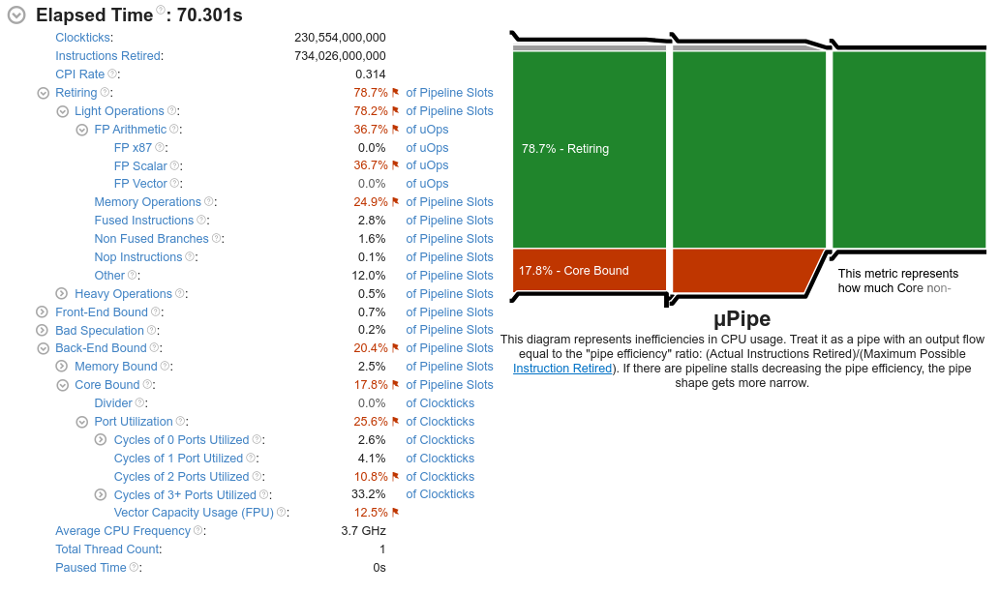 Elapsed Time: 70.301s
Clockticks: 230,554,000,000
Instructions Retired: 734,026,000,000
CPI Rate: 0.314
Retiring: 78.7% of Pipeline Slots
Light Operations: 78.2% of Pipeline Slots
FP Arithmetic: 36.7% of uOps
FP x87: 0.0% of uOps
FP Scalar: 36.7% of uOps
FP Vector: 0.0% of uOps
Memory Operations: 24.9% of Pipeline Slots
Fused Instructions: 2.8% of Pipeline Slots
Non Fused Branches: 1.6% of Pipeline Slots
Nop Instructions: 0.1% of Pipeline Slots
Other: 12.0% of Pipeline Slots
Heavy Operations: 0.5% of Pipeline Slots
Front-End Bound: 0.7% of Pipeline Slots
Bad Speculation: 0.2% of Pipeline Slots
Back-End Bound: 20.4% of Pipeline Slots
Memory Bound: 2.5% of Pipeline Slots
Core Bound: 17.8% of Pipeline Slots
Divider: 0.0% of Clockticks
Port Utilization: 25.6% of Clockticks
Cycles of 0 Ports Utilized: 2.6% of Clockticks
Cycles of 1 Port Utilized: 4.1% of Clockticks
Cycles of 2 Ports Utilized: 10.8% of Clockticks
Cycles of 3+ Ports Utilized: 33.2% of Clockticks
Vector Capacity Usage (FPU): 12.5%
Average CPU Frequency: 3.7 GHz
Total Thread Count: 1
Paused Time: 0s
78.7% - Retiring
17.8% - Core Bound
This metric represents
how much Core non-
µPipe
This diagram represents inefficiencies in CPU usage. Treat it as a pipe with an output flow
equal to the "pipe efficiency" ratio: (Actual Instructions Retired)/(Maximum Possible
Instruction Retired). If there are pipeline stalls decreasing the pipe efficiency, the pipe
shape gets more narrow.